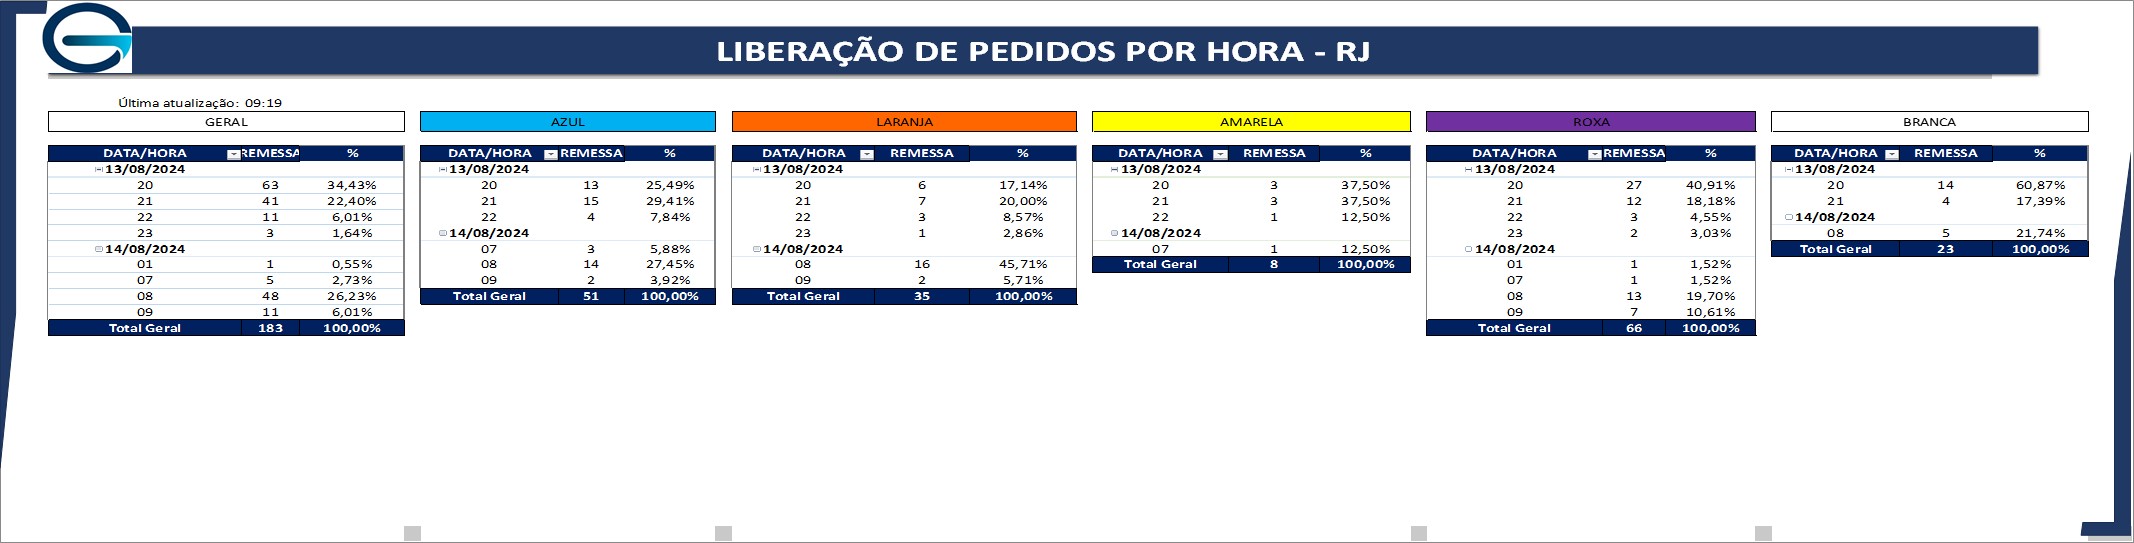 LIBERAÇÃO DE PEDIDOS POR HORA - RJ
Última atualização: 09:19
GERAL
DATA/HORA REMESSA %
13/08/2024
20 63 34,43%
21 41 22,40%
22 11 6,01%
23 3 1,64%
14/08/2024
01 1 0,55%
07 5 2,73%
08 48 26,23%
09 11 6,01%
Total Geral 183 100,00%
AZUL
DATA/HORA REMESSA %
13/08/2024
20 13 25,49%
21 15 29,41%
22 4 7,84%
14/08/2024
07 3 5,88%
08 14 27,45%
09 2 3,92%
Total Geral 51 100,00%
LARANJA
DATA/HORA REMESSA %
13/08/2024
20 6 17,14%
21 7 20,00%
22 3 8,57%
23 1 2,86%
14/08/2024
08 16 45,71%
09 2 5,71%
Total Geral 35 100,00%
AMARELA
DATA/HORA REMESSA %
13/08/2024
20 3 37,50%
21 3 37,50%
22 1 12,50%
14/08/2024
07 1 12,50%
Total Geral 8 100,00%
ROXA
DATA/HORA REMESSA %
13/08/2024
20 27 40,91%
21 12 18,18%
22 3 4,55%
23 2 3,03%
14/08/2024
01 1 1,52%
07 1 1,52%
08 13 19,70%
09 7 10,61%
Total Geral 66 100,00%
BRANCA
DATA/HORA REMESSA %
13/08/2024
20 14 60,87%
21 4 17,39%
14/08/2024
08 5 21,74%
Total Geral 23 100,00%